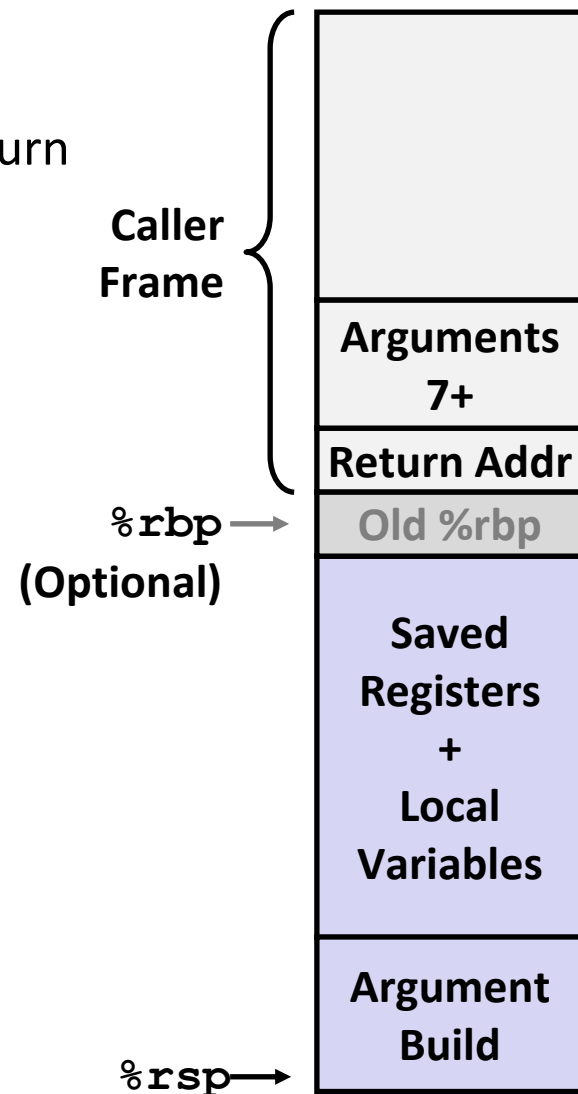 urn
Caller
Frame
Arguments
7+
Return Addr
%rbp
Old %rbp
(Optional)
Saved
Registers
+
Local
Variables
Argument
Build
%rsp